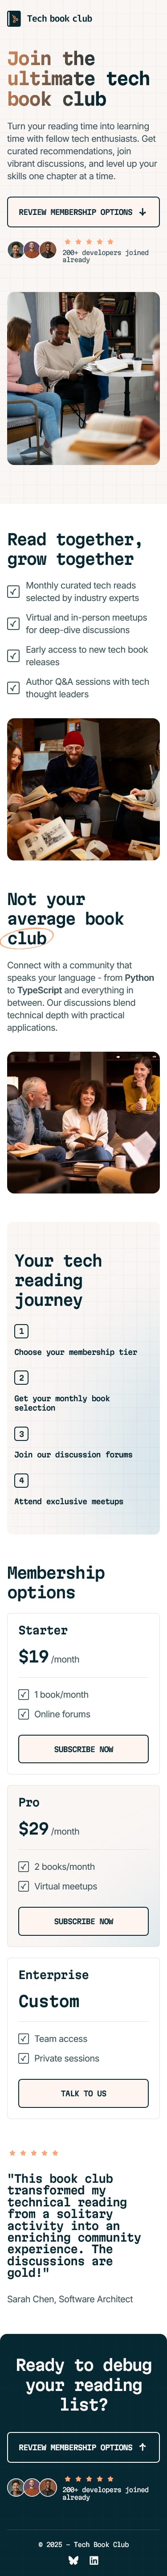 Tech book club
Join the
ultimate tech
book club
Turn your reading time into learning
time with fellow tech enthusiasts. Get
curated recommendations, join
vibrant discussions, and level up your
skills one chapter at a time.
REVIEW MEMBERSHIP OPTIONS ↓
200+ developers joined
already
Read together,
grow together
Monthly curated tech reads
selected by industry experts
Virtual and in-person meetups
for deep-dive discussions
Early access to new tech book
releases
Author Q&A sessions with tech
thought leaders
Not your
average book
club
Connect with a community that
speaks your language - from Python
to TypeScript and everything in
between. Our discussions blend
technical depth with practical
applications.
Your tech
reading
journey
1
Choose your membership tier
2
Get your monthly book
selection
3
Join our discussion forums
4
Attend exclusive meetups
Membership
options
Starter
$19 /month
1 book/month
Online forums
SUBSCRIBE NOW
Pro
$29 /month
2 books/month
Virtual meetups
SUBSCRIBE NOW
Enterprise
Custom
Team access
Private sessions
TALK TO US
"This book club
transformed my
technical reading
from a solitary
activity into an
enriching community
experience. The
discussions are
gold!"
Sarah Chen, Software Architect
Ready to debug
your reading
list?
REVIEW MEMBERSHIP OPTIONS ↑
200+ developers joined
already
© 2025 - Tech Book Club